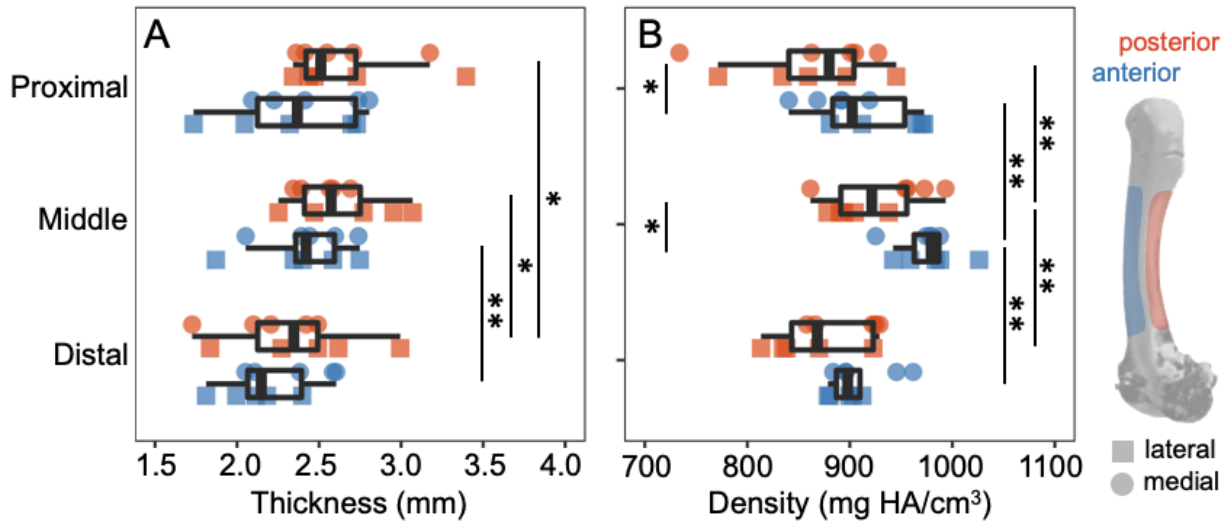 A
B
posterior
anterior
Proximal
Middle
Distal
*
*
**
*
*
**
**
**
**
1.5 2.0 2.5 3.0 3.5 4.0
700 800 900 1000 1100
Thickness (mm)
Density (mg HA/cm³)
lateral
medial